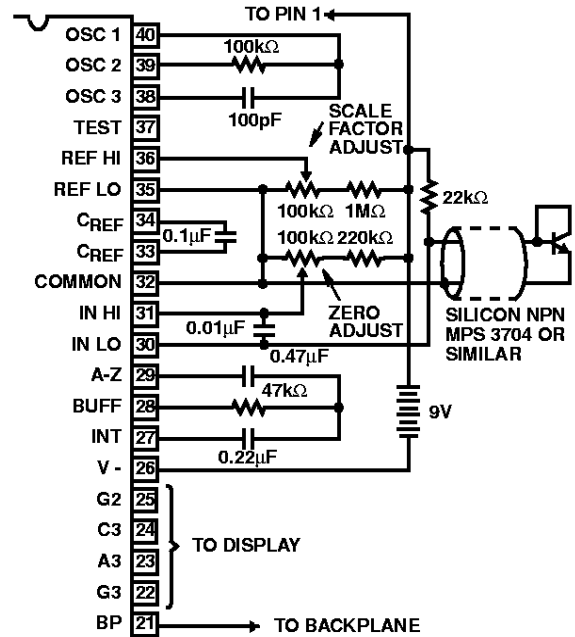 TO PIN 1
OSC 1 40
100kΩ
OSC 2 39
OSC 3 38
100pF
TEST 37
SCALE
FACTOR
ADJUST
REF HI 36
REF LO 35
100kΩ 1MΩ
22kΩ
CREF 34
0.1µF
CREF 33
100kΩ 220kΩ
COMMON 32
IN HI 31
0.01µF
ZERO
ADJUST
SILICON NPN
MPS 3704 OR
SIMILAR
IN LO 30
0.47µF
A-Z 29
47kΩ
BUFF 28
9V
INT 27
0.22µF
V - 26
G2 25
C3 24
TO DISPLAY
A3 23
G3 22
BP 21
TO BACKPLANE